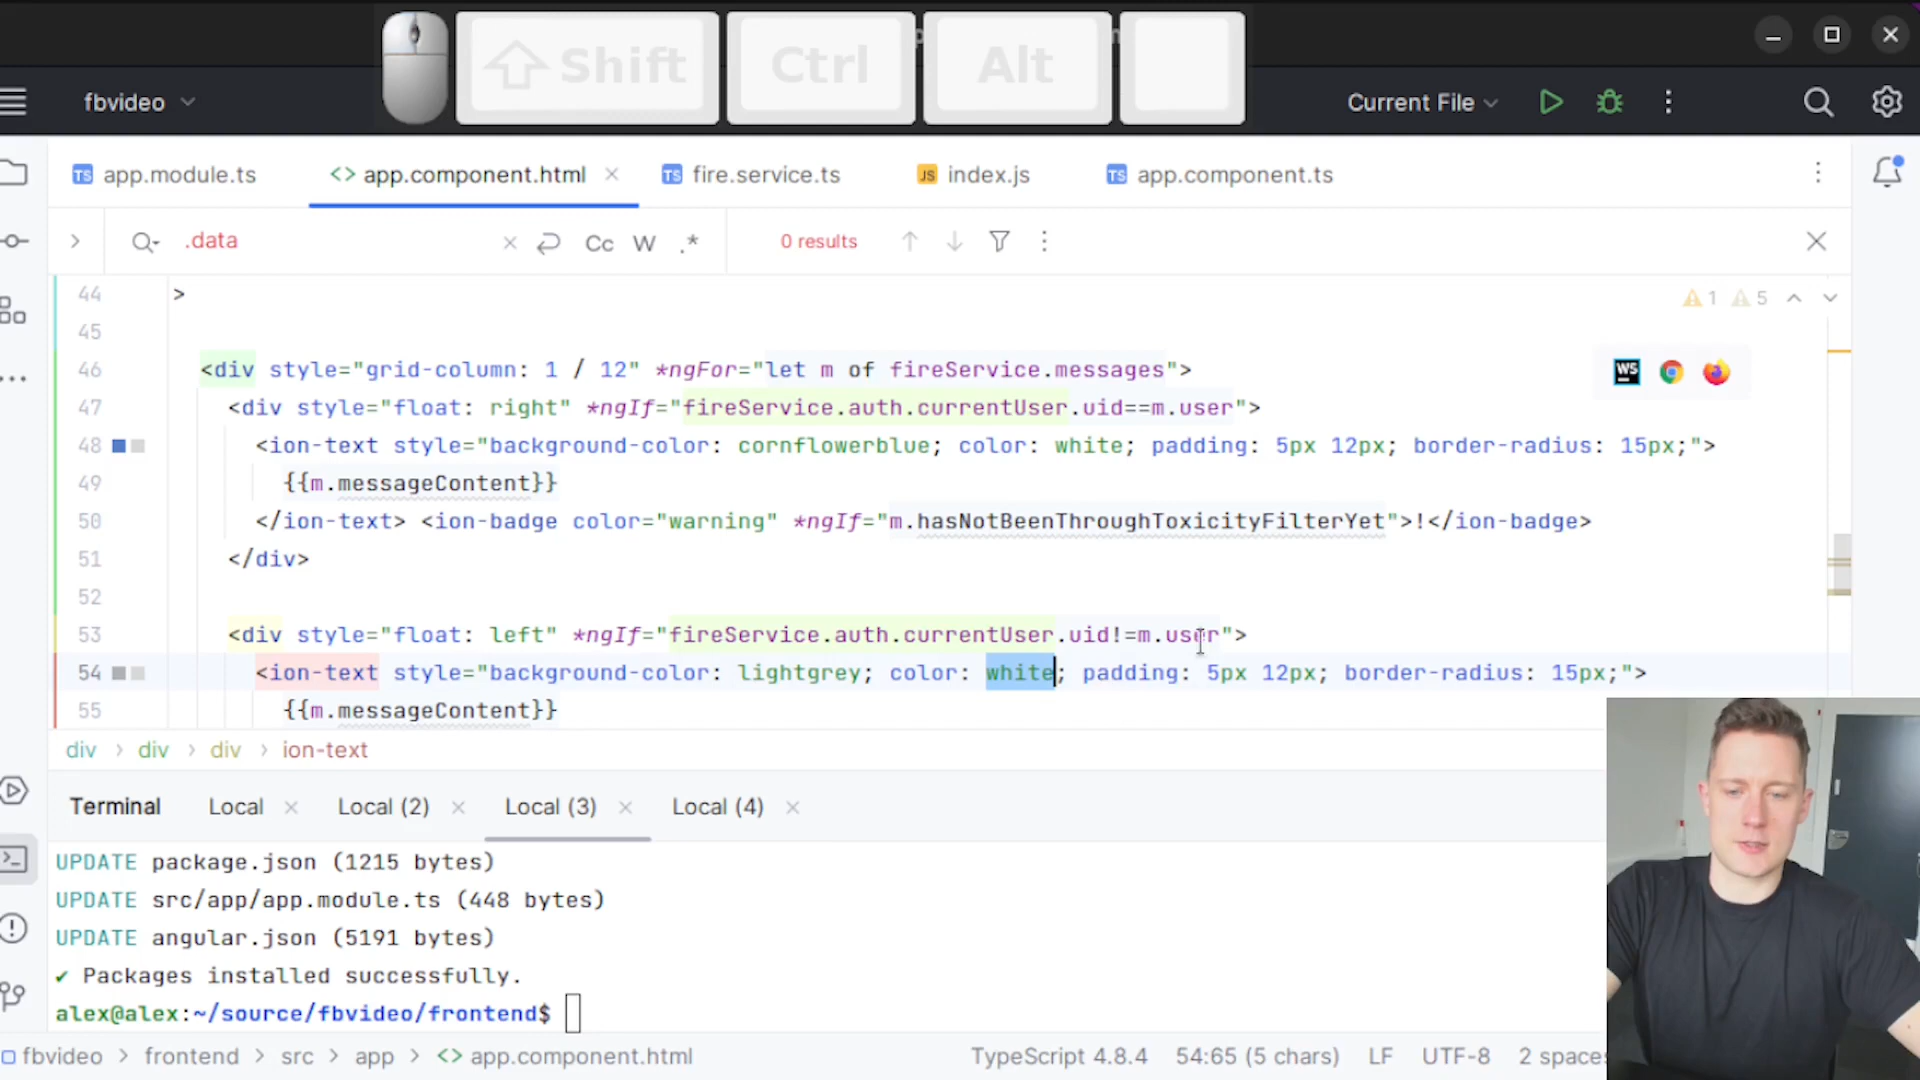 Shift Ctrl Alt
fbvideo Current File
app.module.ts <> app.component.html fire.service.ts index.js app.component.ts
.data Cc W .* 0 results
44 > 1 5
45
46 <div style="grid-column: 1 / 12" *ngFor="let m of fireService.messages">
47 <div style="float: right" *ngIf="fireService.auth.currentUser.uid==m.user">
48 <ion-text style="background-color: cornflowerblue; color: white; padding: 5px 12px; border-radius: 15px;">
49 {{m.messageContent}}
50 </ion-text> <ion-badge color="warning" *ngIf="m.hasNotBeenThroughToxicityFilterYet">!</ion-badge>
51 </div>
52
53 <div style="float: left" *ngIf="fireService.auth.currentUser.uid!=m.user">
54 <ion-text style="background-color: lightgrey; color: white; padding: 5px 12px; border-radius: 15px;">
55 {{m.messageContent}}
div > div > div > ion-text
Terminal Local Local (2) Local (3) Local (4)
UPDATE package.json (1215 bytes)
UPDATE src/app/app.module.ts (448 bytes)
UPDATE angular.json (5191 bytes)
✔ Packages installed successfully.
alex@alex:~/source/fbvideo/frontend$
fbvideo > frontend > src > app > <> app.component.html TypeScript 4.8.4 54:65 (5 chars) LF UTF-8 2 spaces